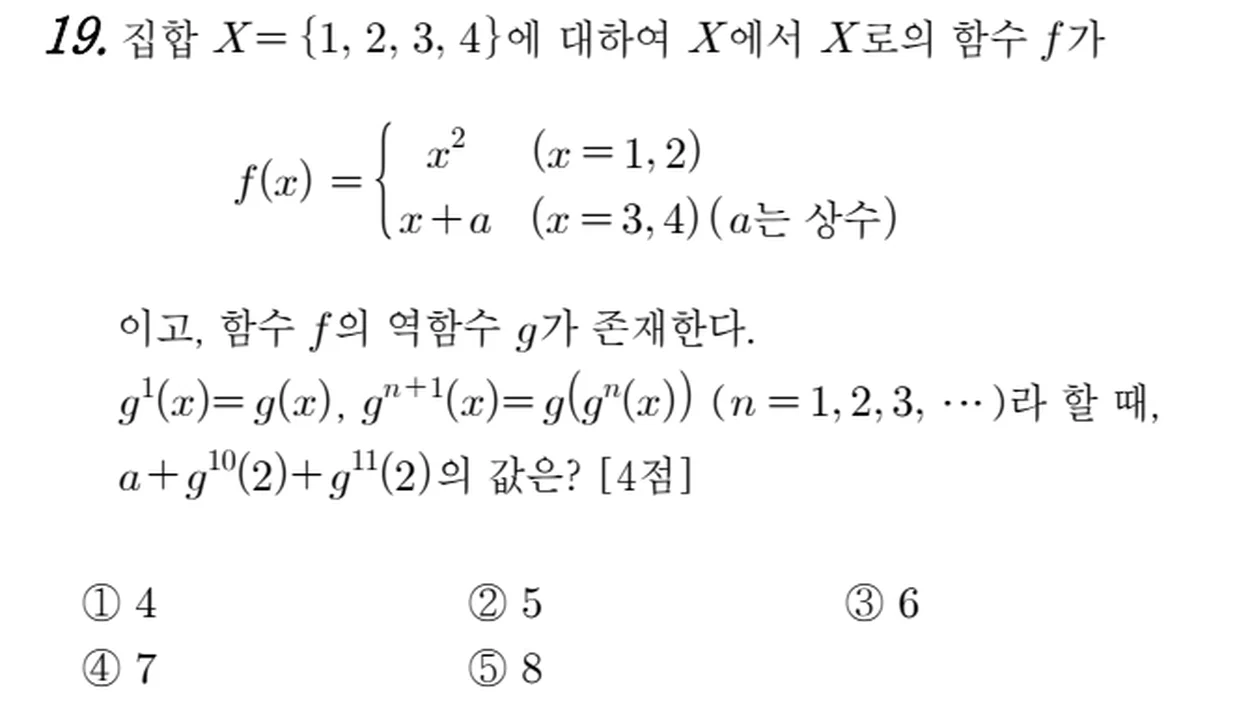 19. 집합 X= {1, 2, 3, 4}에 대하여 X에서 X로의 함수 f가
f(x) = { x² (x = 1, 2)
x+a (x = 3, 4) (a는 상수)
이고, 함수 f의 역함수 g가 존재한다.
g¹(x)= g(x), gⁿ⁺¹(x)= g(gⁿ(x)) (n = 1, 2, 3, ⋯)라 할 때,
a+g¹⁰(2)+g¹¹(2)의 값은? [4점]
① 4 ② 5 ③ 6
④ 7 ⑤ 8